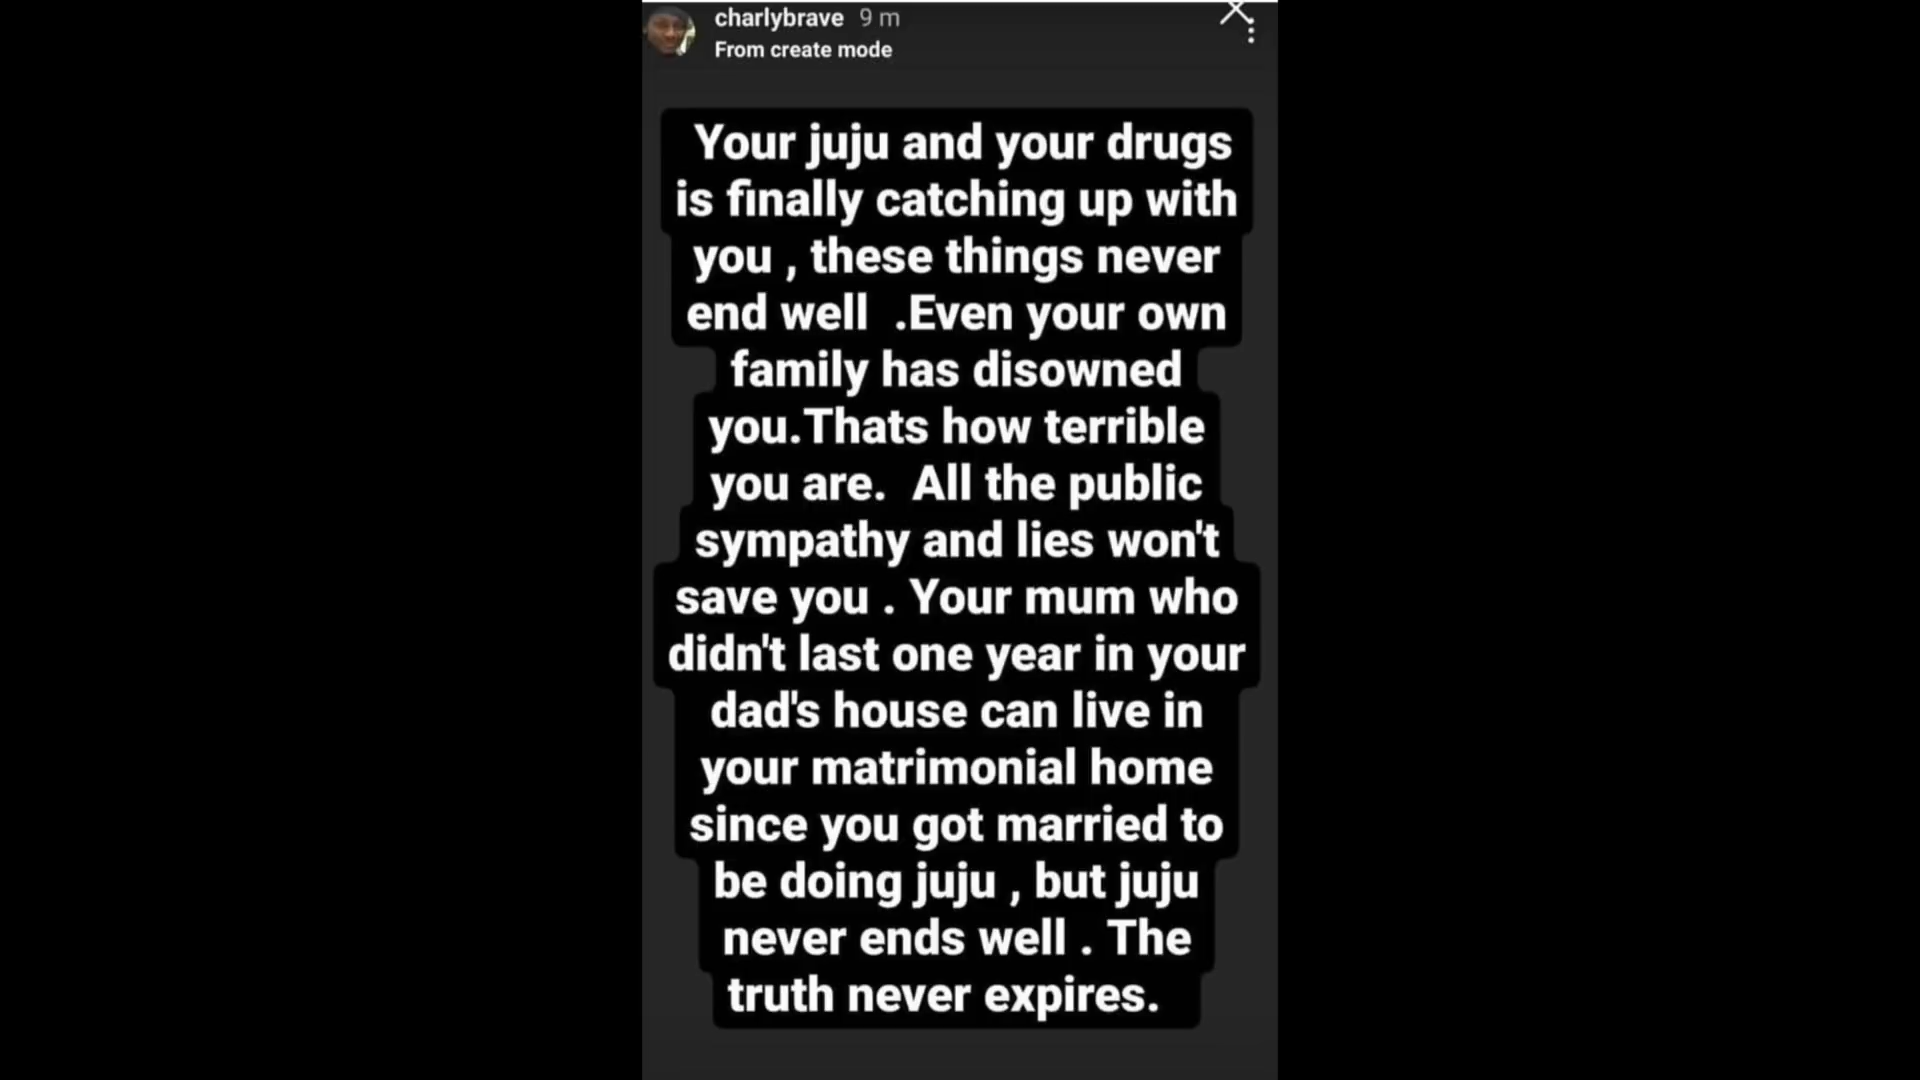 charlybrave 9 m
From create mode
Your juju and your drugs
is finally catching up with
you , these things never
end well .Even your own
family has disowned
you.Thats how terrible
you are. All the public
sympathy and lies won't
save you . Your mum who
didn't last one year in your
dad's house can live in
your matrimonial home
since you got married to
be doing juju , but juju
never ends well . The
truth never expires.